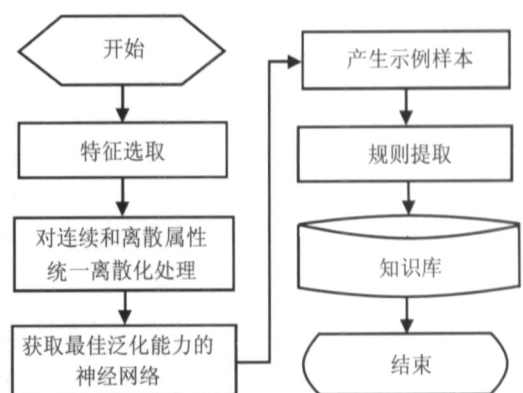 开始
特征选取
对连续和离散属性
统一离散化处理
获取最佳泛化能力的
神经网络
产生示例样本
规则提取
知识库
结束